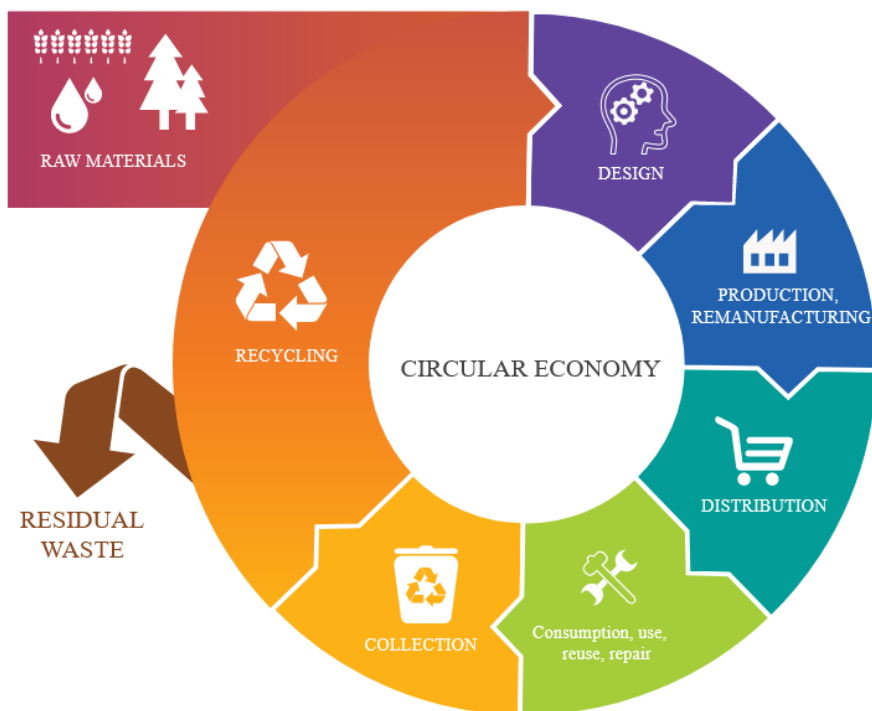 RAW MATERIALS
DESIGN
PRODUCTION,
REMANUFACTURING
RECYCLING
CIRCULAR ECONOMY
DISTRIBUTION
RESIDUAL
WASTE
COLLECTION
Consumption, use,
reuse, repair